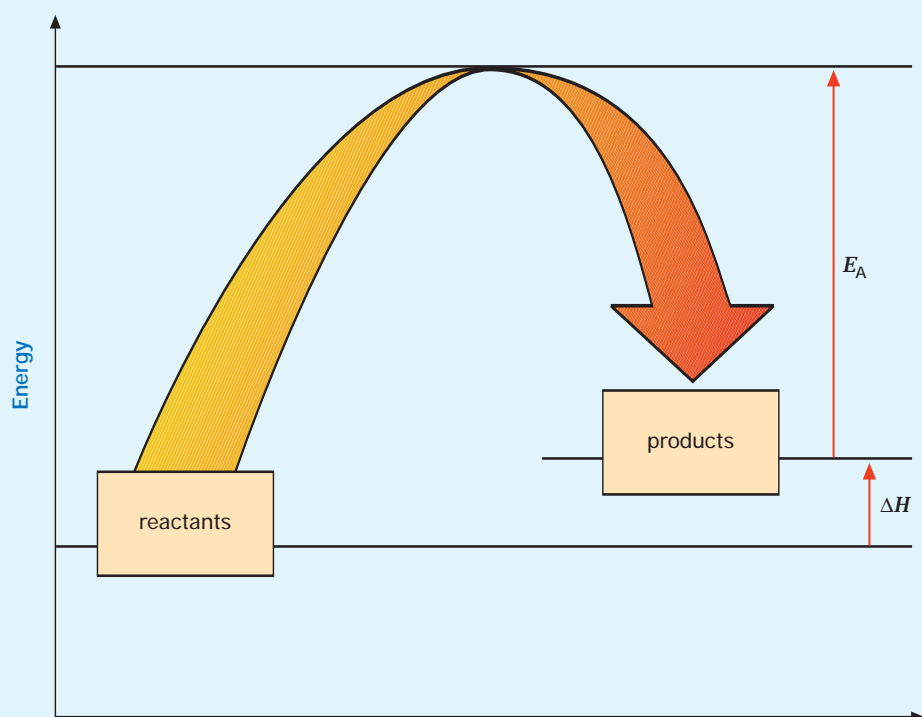 Energy
reactants
products
E_A
ΔH